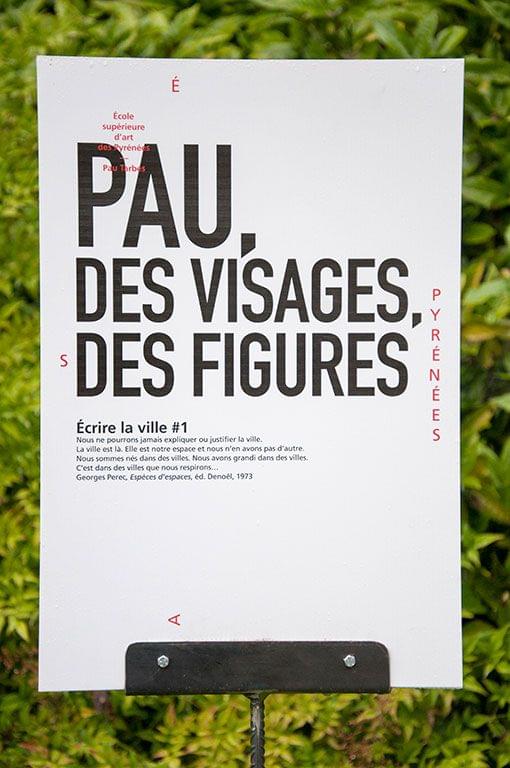 É
École
supérieure
d'art
des Pyrénées
—
Pau Tarbes
PAU,
DES VISAGES,
DES FIGURES
PYRÉNÉES
S
Écrire la ville #1
Nous ne pourrons jamais expliquer ou justifier la ville.
La ville est là. Elle est notre espace et nous n'en avons pas d'autre.
Nous sommes nés dans des villes. Nous avons grandi dans des villes.
C'est dans des villes que nous respirons…
Georges Perec, Espèces d'espaces, éd. Denoël, 1973
A